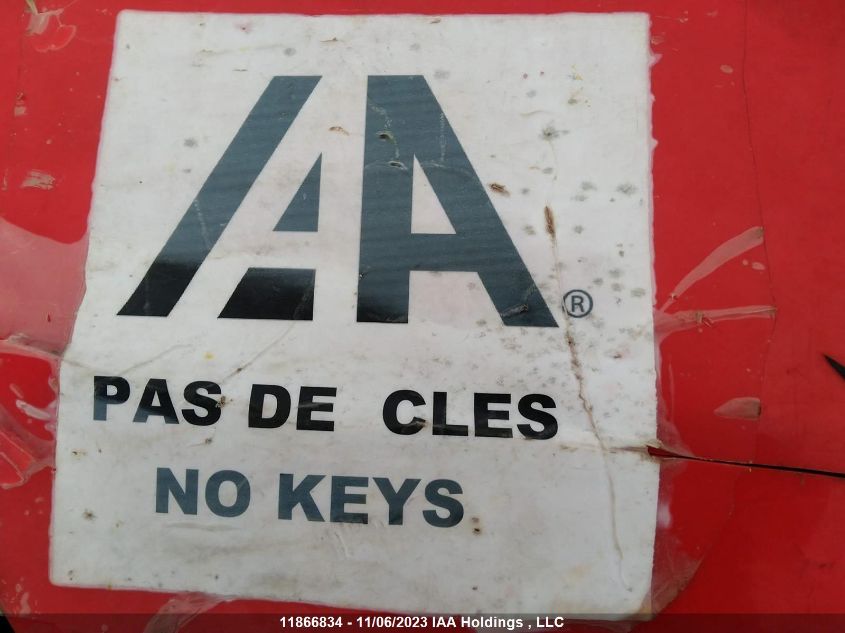 IAA®
PAS DE CLES
NO KEYS
11866834 - 11/06/2023 IAA Holdings , LLC